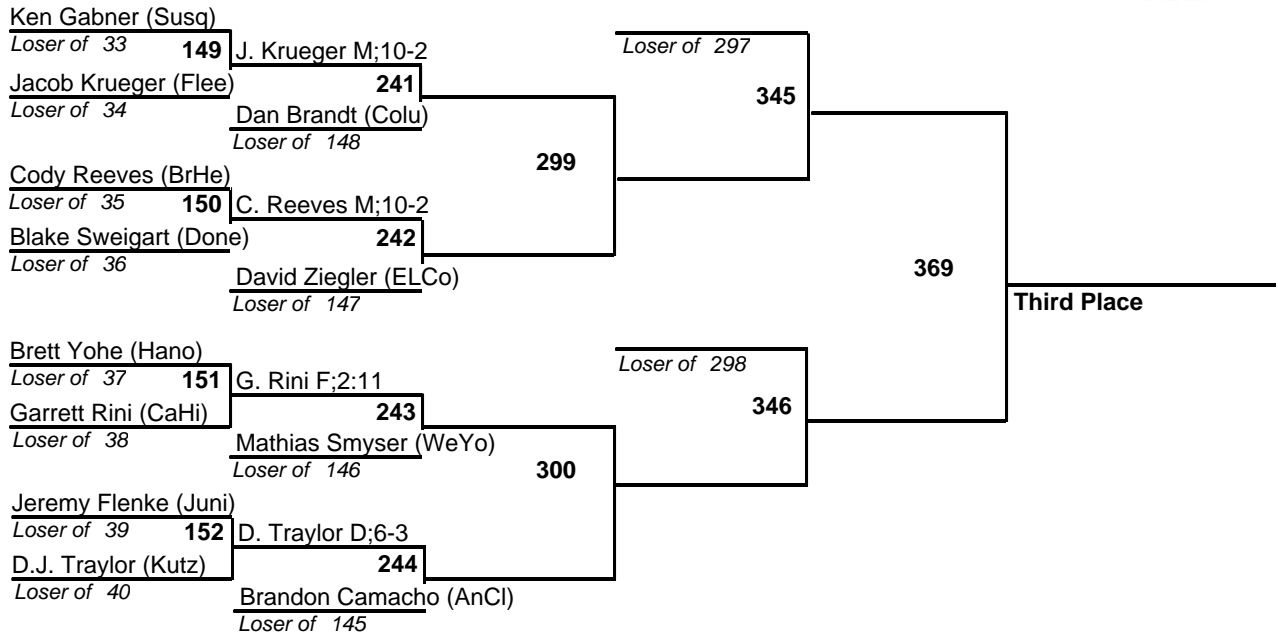 Ken Gabner (Susq)
Loser of 33
149
J. Krueger M;10-2
Loser of 297
Jacob Krueger (Flee)
241
345
Loser of 34
Dan Brandt (Colu)
Loser of 148
299
Cody Reeves (BrHe)
Loser of 35
150
C. Reeves M;10-2
Blake Sweigart (Done)
242
Loser of 36
David Ziegler (ELCo)
369
Loser of 147
Third Place
Brett Yohe (Hano)
Loser of 37
151
G. Rini F;2:11
Loser of 298
Garrett Rini (CaHi)
243
346
Loser of 38
Mathias Smyser (WeYo)
Loser of 146
300
Jeremy Flenke (Juni)
Loser of 39
152
D. Traylor D;6-3
D.J. Traylor (Kutz)
244
Loser of 40
Brandon Camacho (AnCl)
Loser of 145